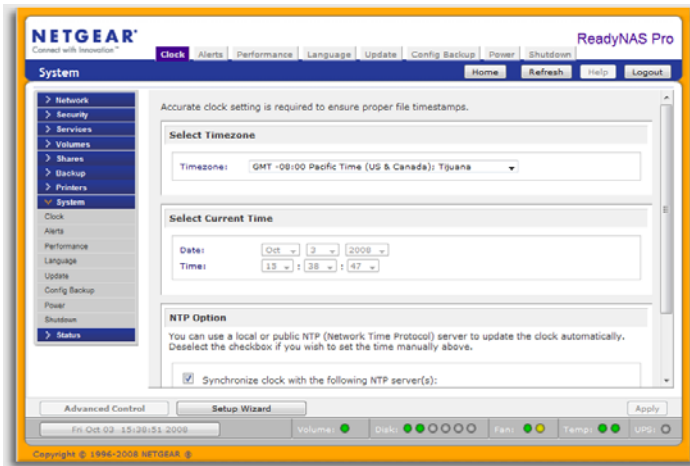 NETGEAR®
Connect with Innovation™
ReadyNAS Pro
Clock Alerts Performance Language Update Config Backup Power Shutdown
System
Home Refresh Help Logout
> Network
> Security
> Services
> Volumes
> Shares
> Backup
> Printers
System
Clock
Alerts
Performance
Language
Update
Config Backup
Power
Shutdown
> Status
Accurate clock setting is required to ensure proper file timestamps.
Select Timezone
Timezone: GMT -08:00 Pacific Time (US & Canada); Tijuana
Select Current Time
Date: Oct 3 2008
Time: 15 : 38 : 47
NTP Option
You can use a local or public NTP (Network Time Protocol) server to update the clock automatically.
Deselect the checkbox if you wish to set the time manually above.
Synchronize clock with the following NTP server(s):
Advanced Control Setup Wizard Apply
Fri Oct 03 15:38:51 2008 Volume: Disk: Fan: Temp: UPS:
Copyright © 1996-2008 NETGEAR ®